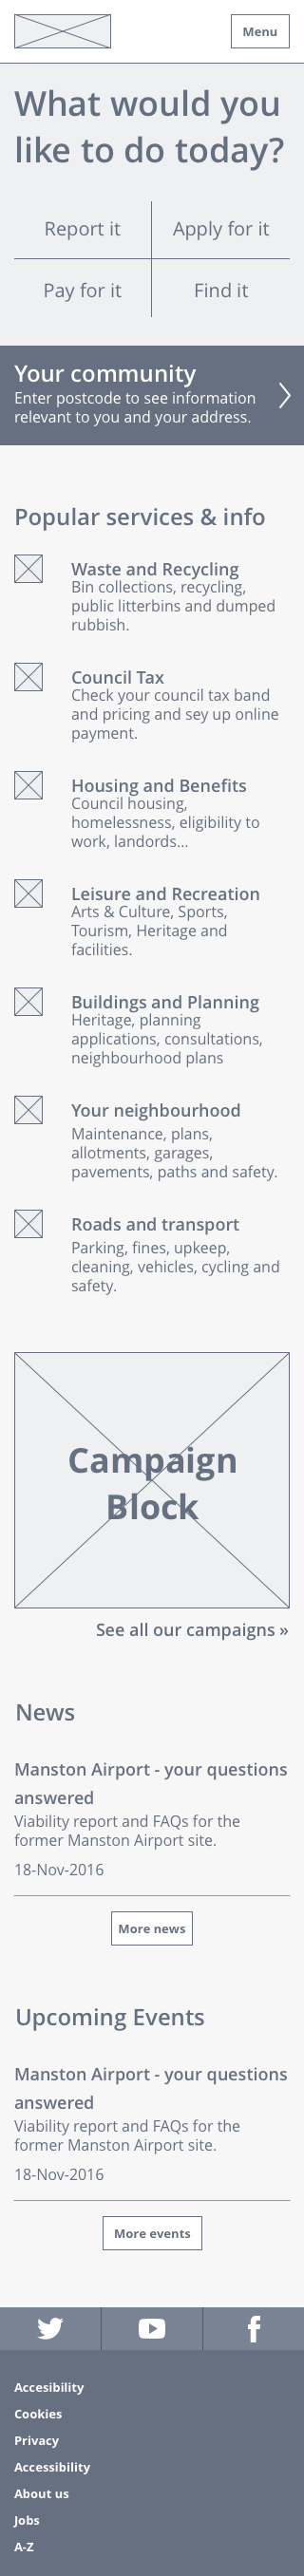 Menu
What would you
like to do today?
Report it
Apply for it
Pay for it
Find it
Your community
Enter postcode to see information
relevant to you and your address.
Popular services & info
Waste and Recycling
Bin collections, recycling,
public litterbins and dumped
rubbish.
Council Tax
Check your council tax band
and pricing and sey up online
payment.
Housing and Benefits
Council housing,
homelessness, eligibility to
work, landords...
Leisure and Recreation
Arts & Culture, Sports,
Tourism, Heritage and
facilities.
Buildings and Planning
Heritage, planning
applications, consultations,
neighbourhood plans
Your neighbourhood
Maintenance, plans,
allotments, garages,
pavements, paths and safety.
Roads and transport
Parking, fines, upkeep,
cleaning, vehicles, cycling and
safety.
Campaign
Block
See all our campaigns »
News
Manston Airport - your questions
answered
Viability report and FAQs for the
former Manston Airport site.
18-Nov-2016
More news
Upcoming Events
Manston Airport - your questions
answered
Viability report and FAQs for the
former Manston Airport site.
18-Nov-2016
More events
Accesibility
Cookies
Privacy
Accessibility
About us
Jobs
A-Z